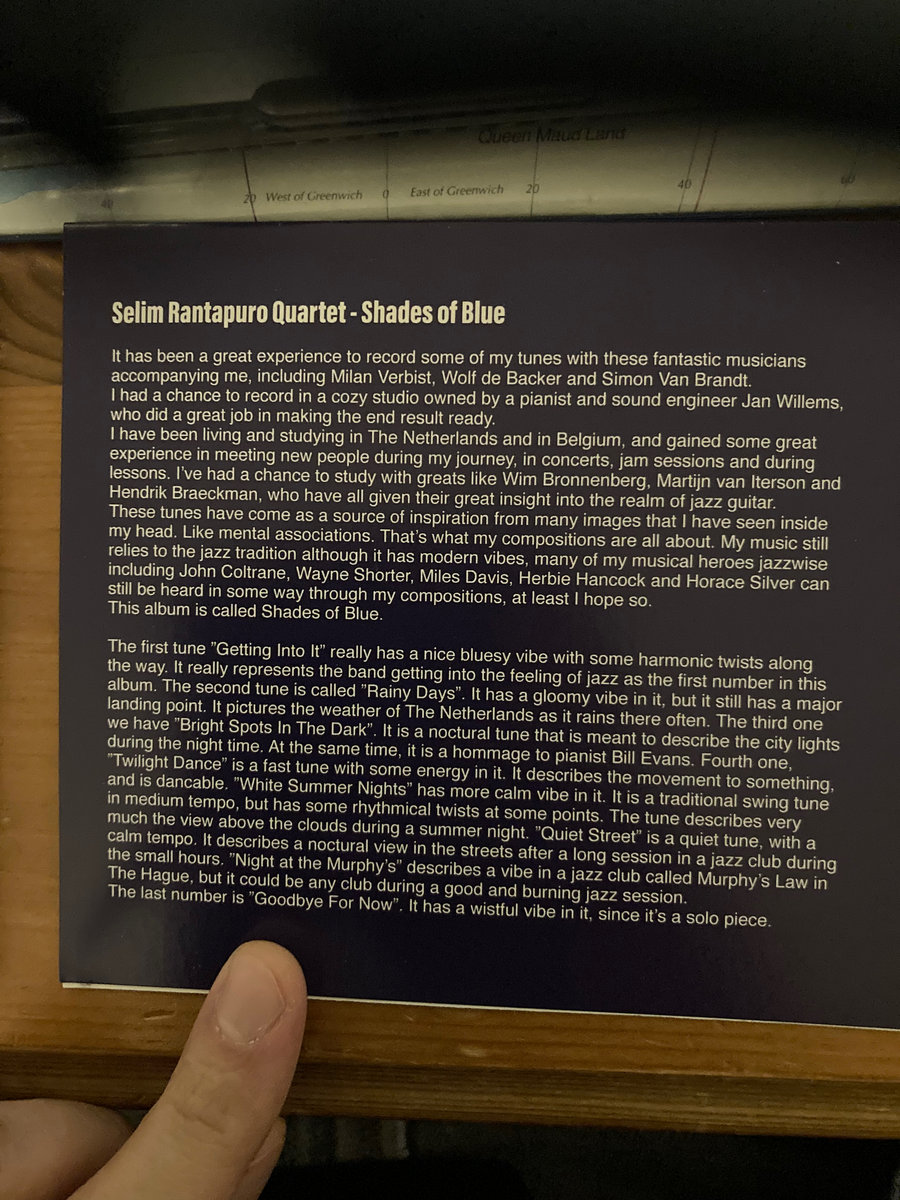 Queen Maud Land
20 West of Greenwich 0 East of Greenwich 20 40 60
Selim Rantapuro Quartet - Shades of Blue
It has been a great experience to record some of my tunes with these fantastic musicians
accompanying me, including Milan Verbist, Wolf de Backer and Simon Van Brandt.
I had a chance to record in a cozy studio owned by a pianist and sound engineer Jan Willems,
who did a great job in making the end result ready.
I have been living and studying in The Netherlands and in Belgium, and gained some great
experience in meeting new people during my journey, in concerts, jam sessions and during
lessons. I've had a chance to study with greats like Wim Bronnenberg, Martijn van Iterson and
Hendrik Braeckman, who have all given their great insight into the realm of jazz guitar.
These tunes have come as a source of inspiration from many images that I have seen inside
my head. Like mental associations. That's what my compositions are all about. My music still
relies to the jazz tradition although it has modern vibes, many of my musical heroes jazzwise
including John Coltrane, Wayne Shorter, Miles Davis, Herbie Hancock and Horace Silver can
still be heard in some way through my compositions, at least I hope so.
This album is called Shades of Blue.
The first tune ”Getting Into It” really has a nice bluesy vibe with some harmonic twists along
the way. It really represents the band getting into the feeling of jazz as the first number in this
album. The second tune is called ”Rainy Days”. It has a gloomy vibe in it, but it still has a major
landing point. It pictures the weather of The Netherlands as it rains there often. The third one
we have ”Bright Spots In The Dark”. It is a noctural tune that is meant to describe the city lights
during the night time. At the same time, it is a hommage to pianist Bill Evans. Fourth one,
”Twilight Dance” is a fast tune with some energy in it. It describes the movement to something,
and is dancable. ”White Summer Nights” has more calm vibe in it. It is a traditional swing tune
in medium tempo, but has some rhythmical twists at some points. The tune describes very
much the view above the clouds during a summer night. ”Quiet Street” is a quiet tune, with a
calm tempo. It describes a noctural view in the streets after a long session in a jazz club during
the small hours. ”Night at the Murphy's” describes a vibe in a jazz club called Murphy's Law in
The Hague, but it could be any club during a good and burning jazz session.
The last number is ”Goodbye For Now”. It has a wistful vibe in it, since it's a solo piece.